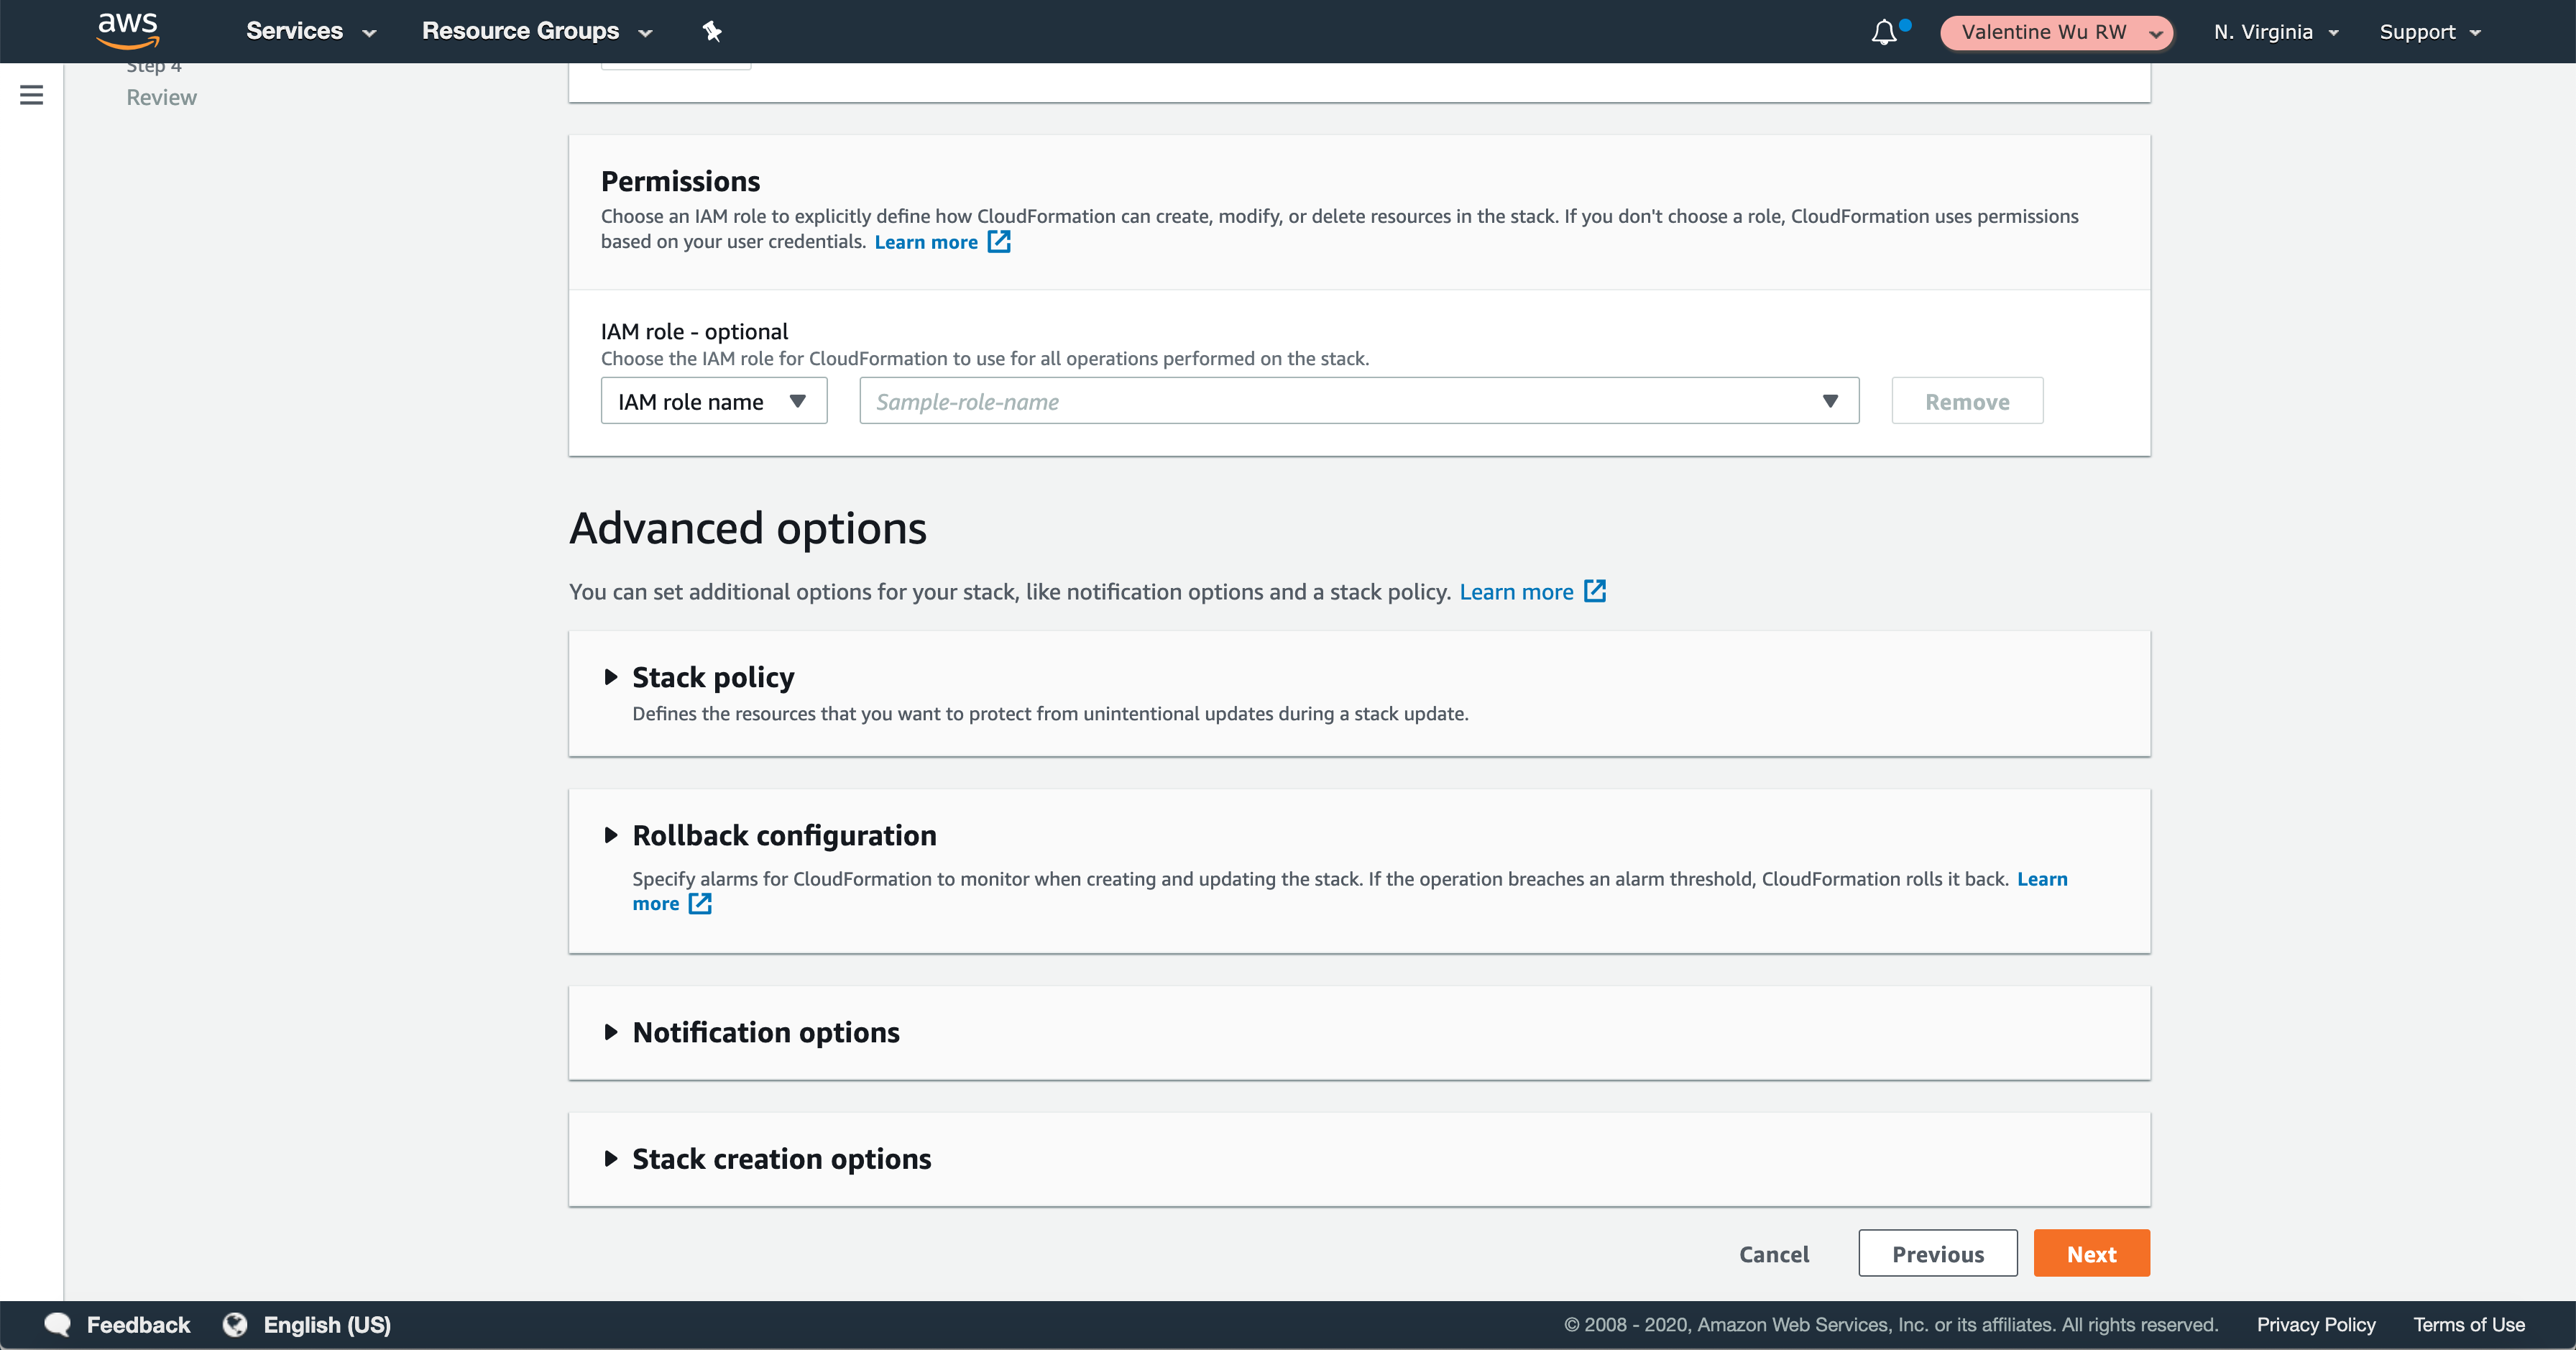 aws
Services
Resource Groups
Valentine Wu RW
N. Virginia
Support
Step 4
Review
Permissions
Choose an IAM role to explicitly define how CloudFormation can create, modify, or delete resources in the stack. If you don't choose a role, CloudFormation uses permissions
based on your user credentials. Learn more
IAM role - optional
Choose the IAM role for CloudFormation to use for all operations performed on the stack.
IAM role name
Sample-role-name
Remove
Advanced options
You can set additional options for your stack, like notification options and a stack policy. Learn more
Stack policy
Defines the resources that you want to protect from unintentional updates during a stack update.
Rollback configuration
Specify alarms for CloudFormation to monitor when creating and updating the stack. If the operation breaches an alarm threshold, CloudFormation rolls it back. Learn
more
Notification options
Stack creation options
Cancel
Previous
Next
Feedback
English (US)
© 2008 - 2020, Amazon Web Services, Inc. or its affiliates. All rights reserved.
Privacy Policy
Terms of Use